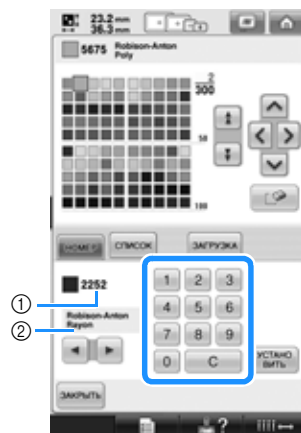 23.2 mm
36.3 mm
5675 Robison-Anton
Poly
2
300
50
100
НОМЕР СПИСОК ЗАГРУЗКА
① 2252
② Robison-Anton
Rayon
1 2 3
4 5 6
7 8 9
0 C
УСТАНО
ВИТЬ
ЗАКРЫТЬ
?